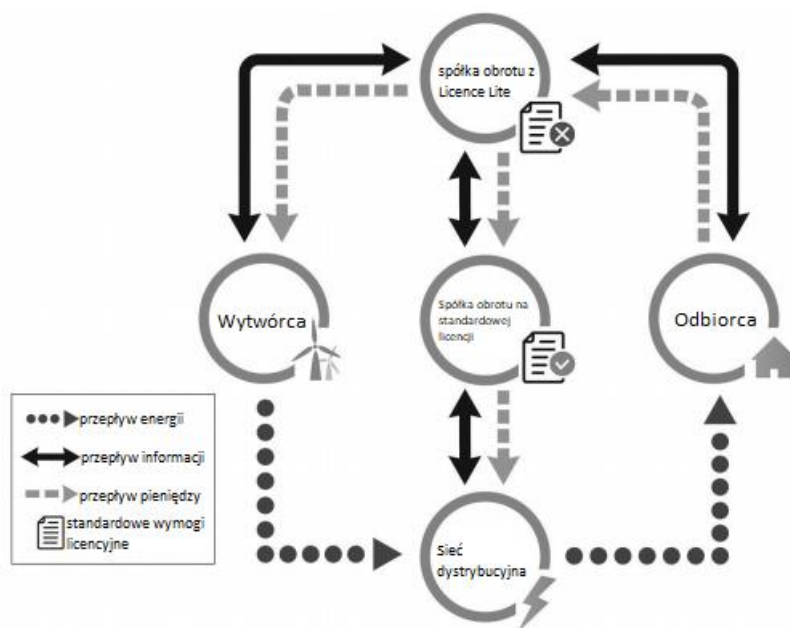 spółka obrotu z
Licence Lite
Wytwórca
Spółka obrotu na
standardowej
licencji
Odbiorca
przepływ energii
przepływ informacji
przepływ pieniędzy
standardowe wymogi
licencyjne
Sieć
dystrybucyjna